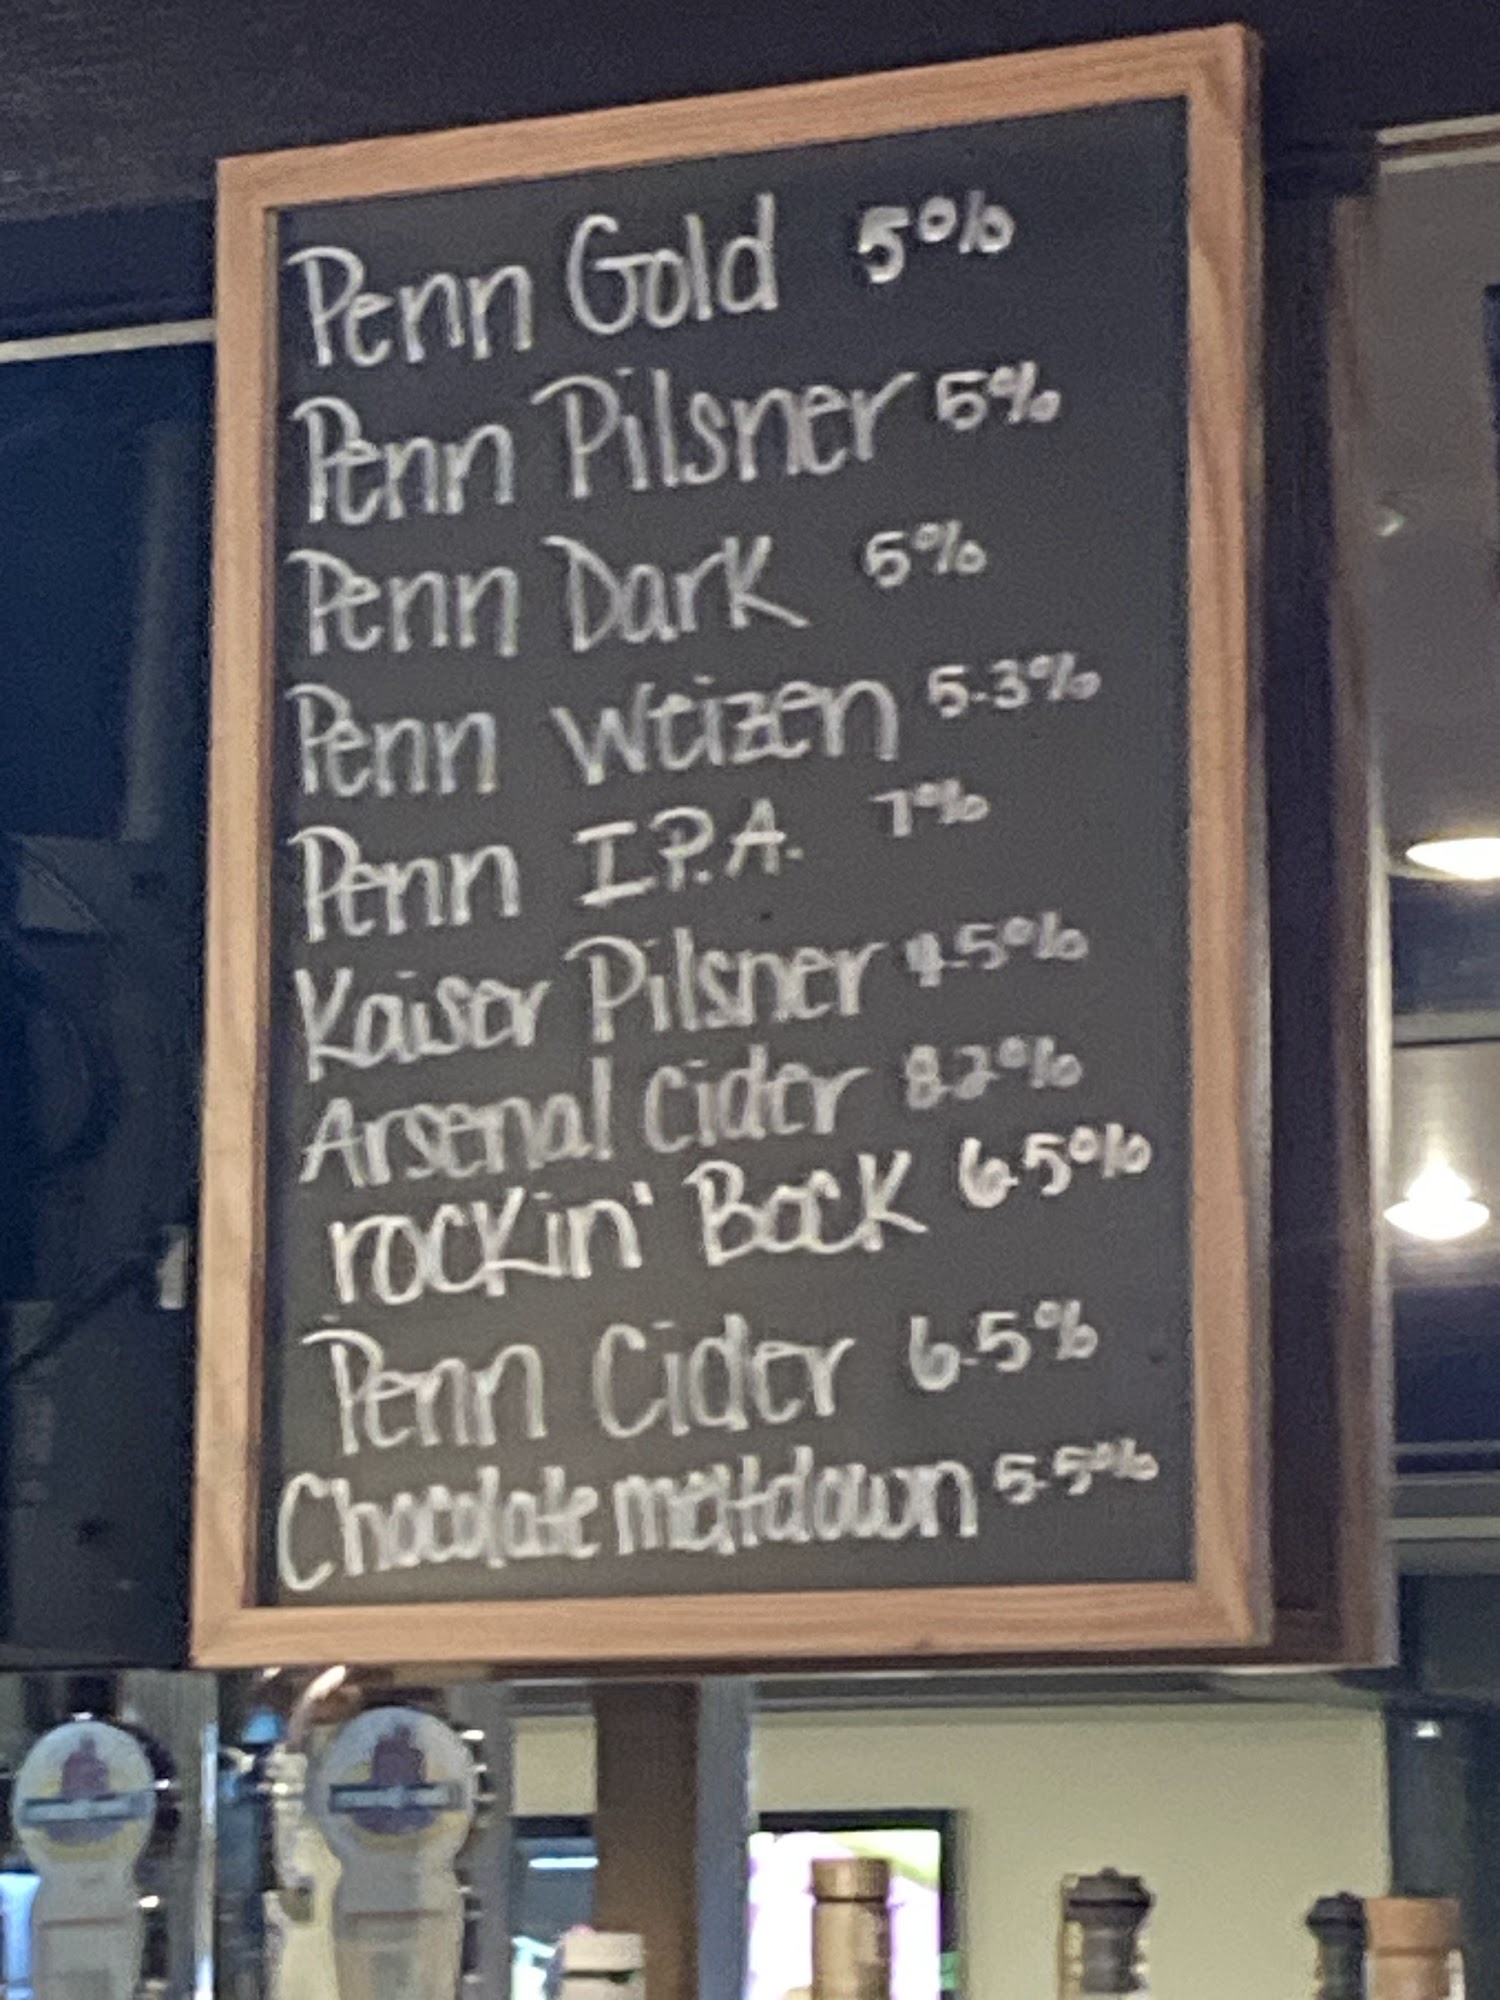 Penn Gold 5%
Penn Pilsner 5%
Penn Dark 5%
Penn Weizen 5.3%
Penn I.P.A. 7%
Kaiser Pilsner 4.5%
Arsenal Cider 8.2%
rockin' Bock 6.5%
Penn Cider 6.5%
Chocolate meltdown 5.5%